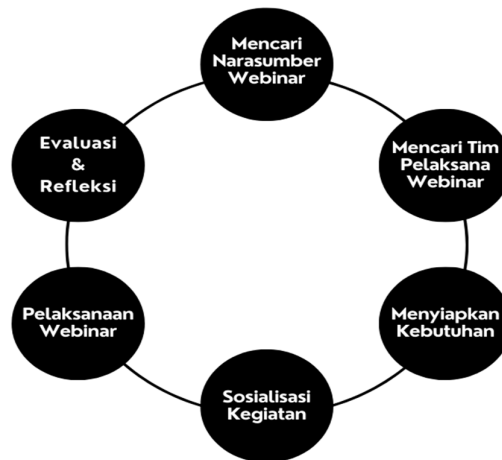 Mencari
Narasumber
Webinar
Mencari Tim
Pelaksana
Webinar
Menyiapkan
Kebutuhan
Sosialisasi
Kegiatan
Pelaksanaan
Webinar
Evaluasi
&
Refleksi